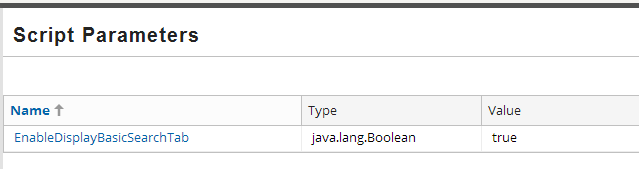 Script Parameters
Name Type Value
EnableDisplayBasicSearchTab java.lang.Boolean true